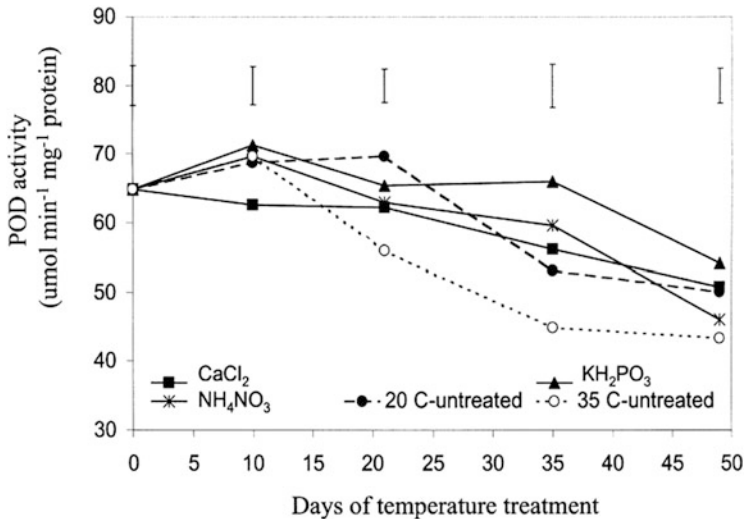 90
80
70
60
50
40
30
POD activity
(umol min⁻¹ mg⁻¹ protein)
CaCl₂
KH₂PO₃
NH₄NO₃
20 C-untreated
35 C-untreated
0 5 10 15 20 25 30 35 40 45 50
Days of temperature treatment